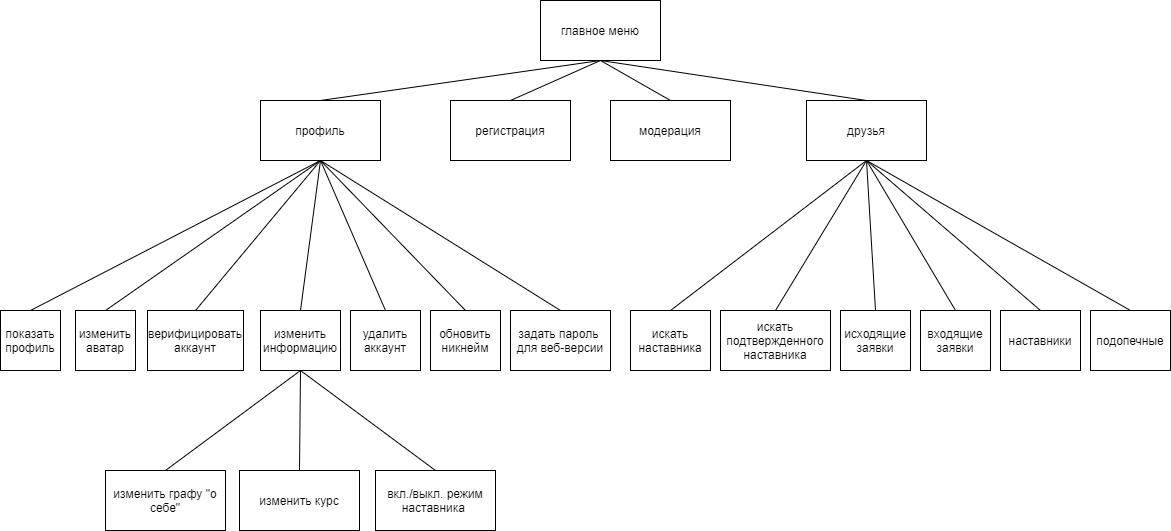 главное меню
профиль
регистрация
модерация
друзья
показать
профиль
изменить
аватар
верифицировать
аккаунт
изменить
информацию
удалить
аккаунт
обновить
никнейм
задать пароль
для веб-версии
искать
наставника
искать
подтвержденного
наставника
исходящие
заявки
входящие
заявки
наставники
подопечные
изменить графу "о
себе"
изменить курс
вкл./выкл. режим
наставника